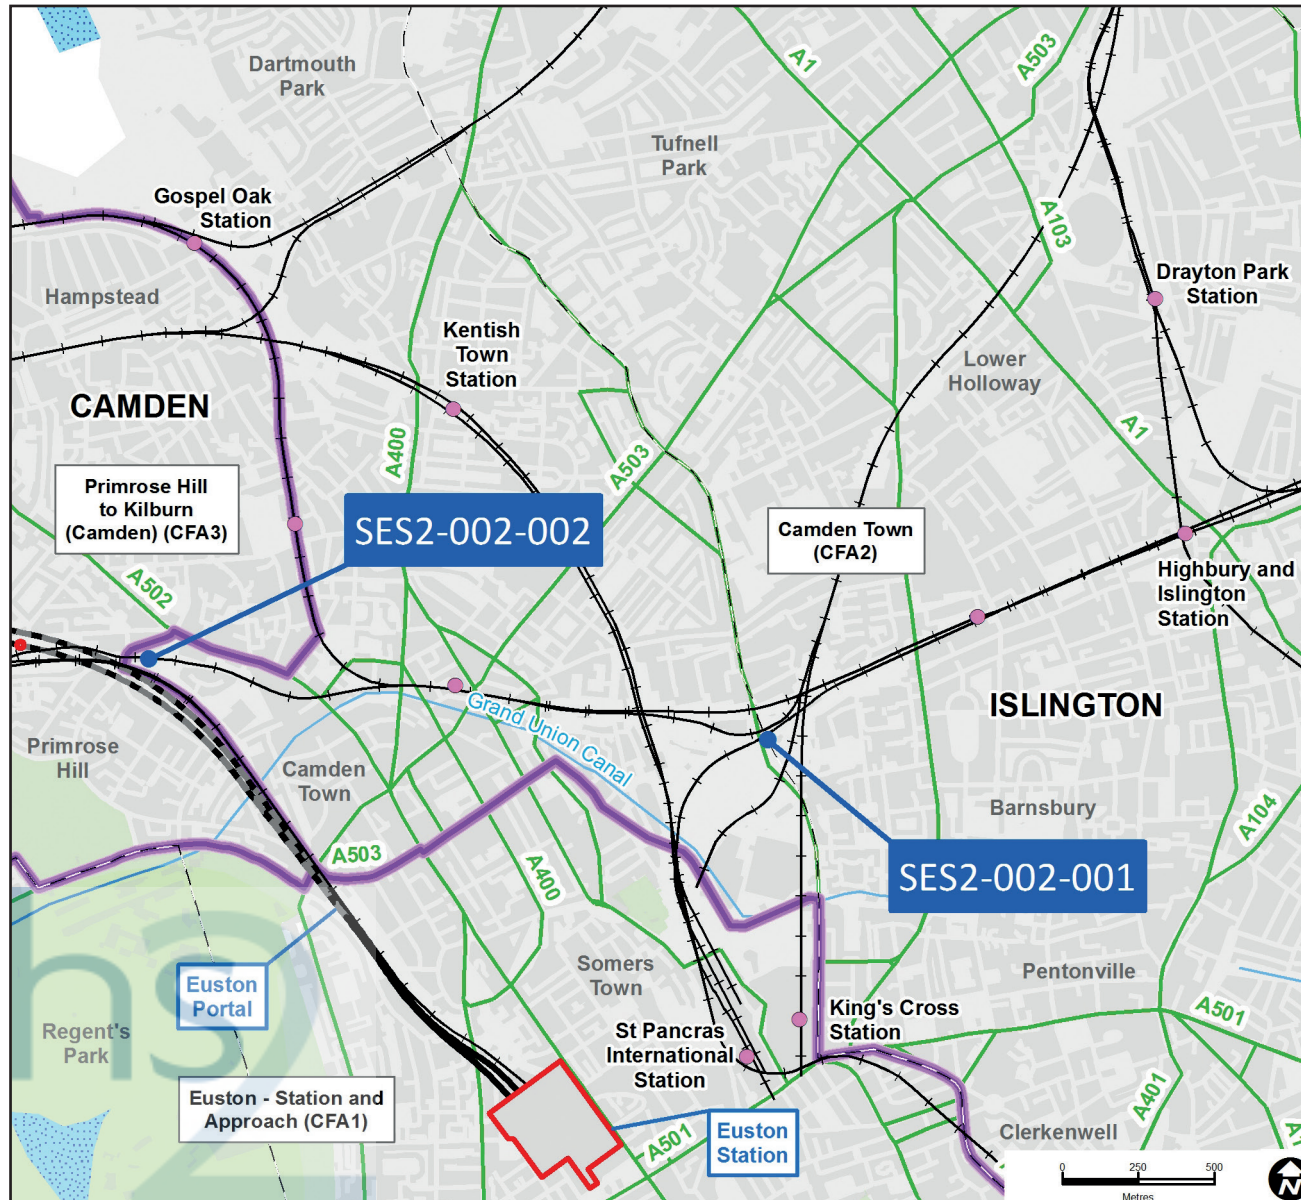 Dartmouth
Park
A1
A503
Tufnell
Park
Gospel Oak
Station
A103
Drayton Park
Station
Hampstead
Kentish
Town
Station
Lower
Holloway
CAMDEN
A400
A503
A1
Primrose Hill
to Kilburn
(Camden) (CFA3)
SES2-002-002
Camden Town
(CFA2)
Highbury and
Islington
Station
A502
ISLINGTON
Grand Union Canal
Primrose
Hill
Camden
Town
Barnsbury
A104
A503
A400
SES2-002-001
hs2
Euston
Portal
Somers
Town
Pentonville
Regent's
Park
St Pancras
International
Station
King's Cross
Station
A501
Euston - Station and
Approach (CFA1)
A401
Euston
Station
A501
Clerkenwell
A1
0 250 500
Metres
N